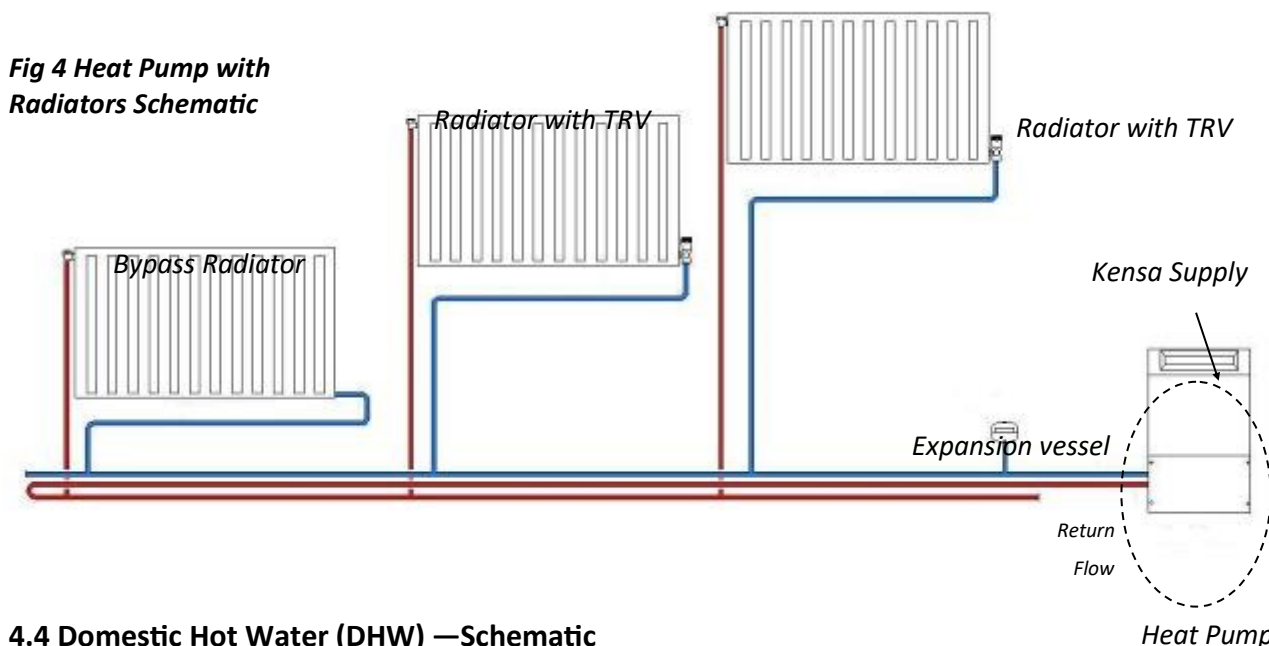 Fig 4 Heat Pump with
Radiators Schematic
Radiator with TRV
Radiator with TRV
Bypass Radiator
Kensa Supply
Expansion vessel
Return
Flow
4.4 Domestic Hot Water (DHW) —Schematic
Heat Pump